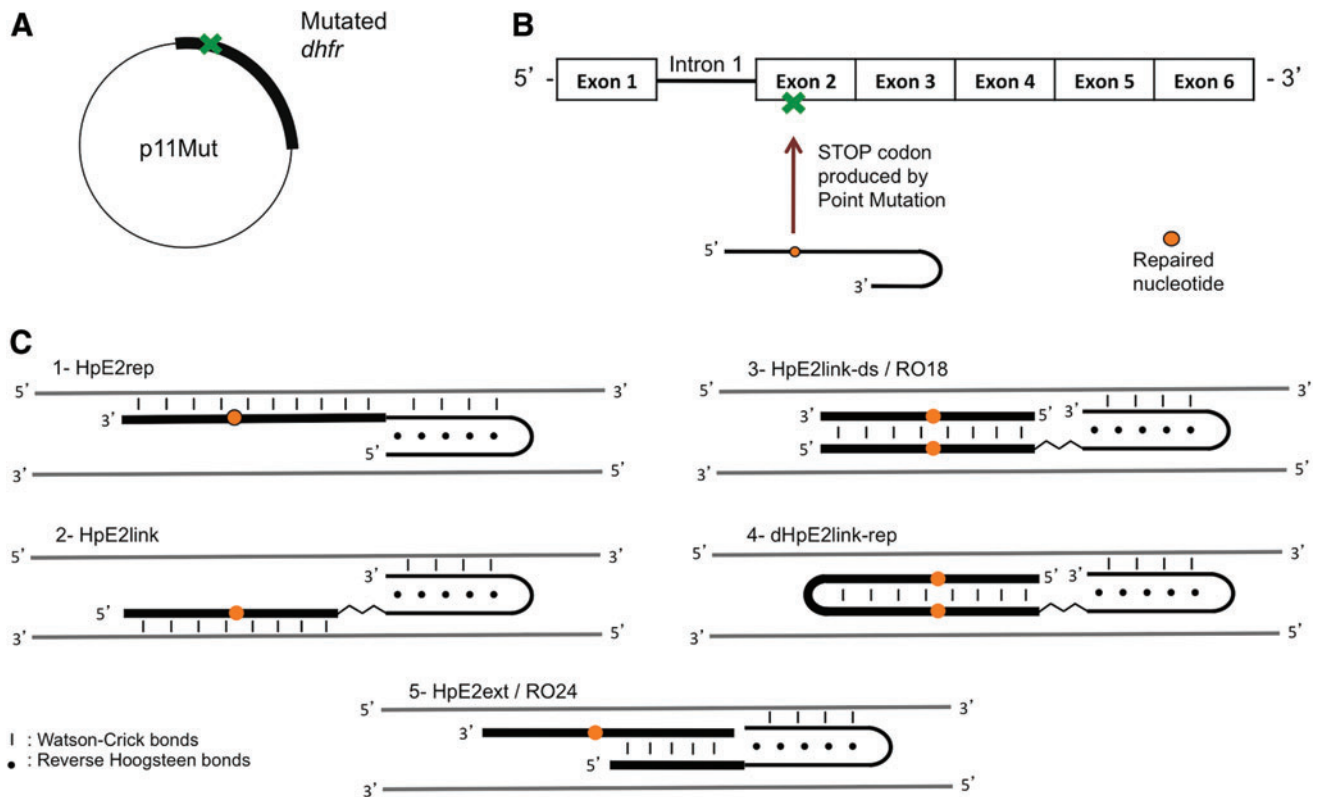 A
Mutated
dhfr
p11Mut
B
5’ - Exon 1 Intron 1 Exon 2 Exon 3 Exon 4 Exon 5 Exon 6 - 3’
STOP codon
produced by
Point Mutation
5’
3’
Repaired
nucleotide
C
1- HpE2rep
5’ 3’
3’
5’
3’ 5’
2- HpE2link
5’ 3’
3’
5’
3’ 5’
3- HpE2link-ds / RO18
5’ 3’
3’ 5’ 3’
5’
3’ 5’
4- dHpE2link-rep
5’ 3’
5’ 3’
3’ 5’
5- HpE2ext / RO24
5’ 3’
3’
5’
3’ 5’
: Watson-Crick bonds
: Reverse Hoogsteen bonds